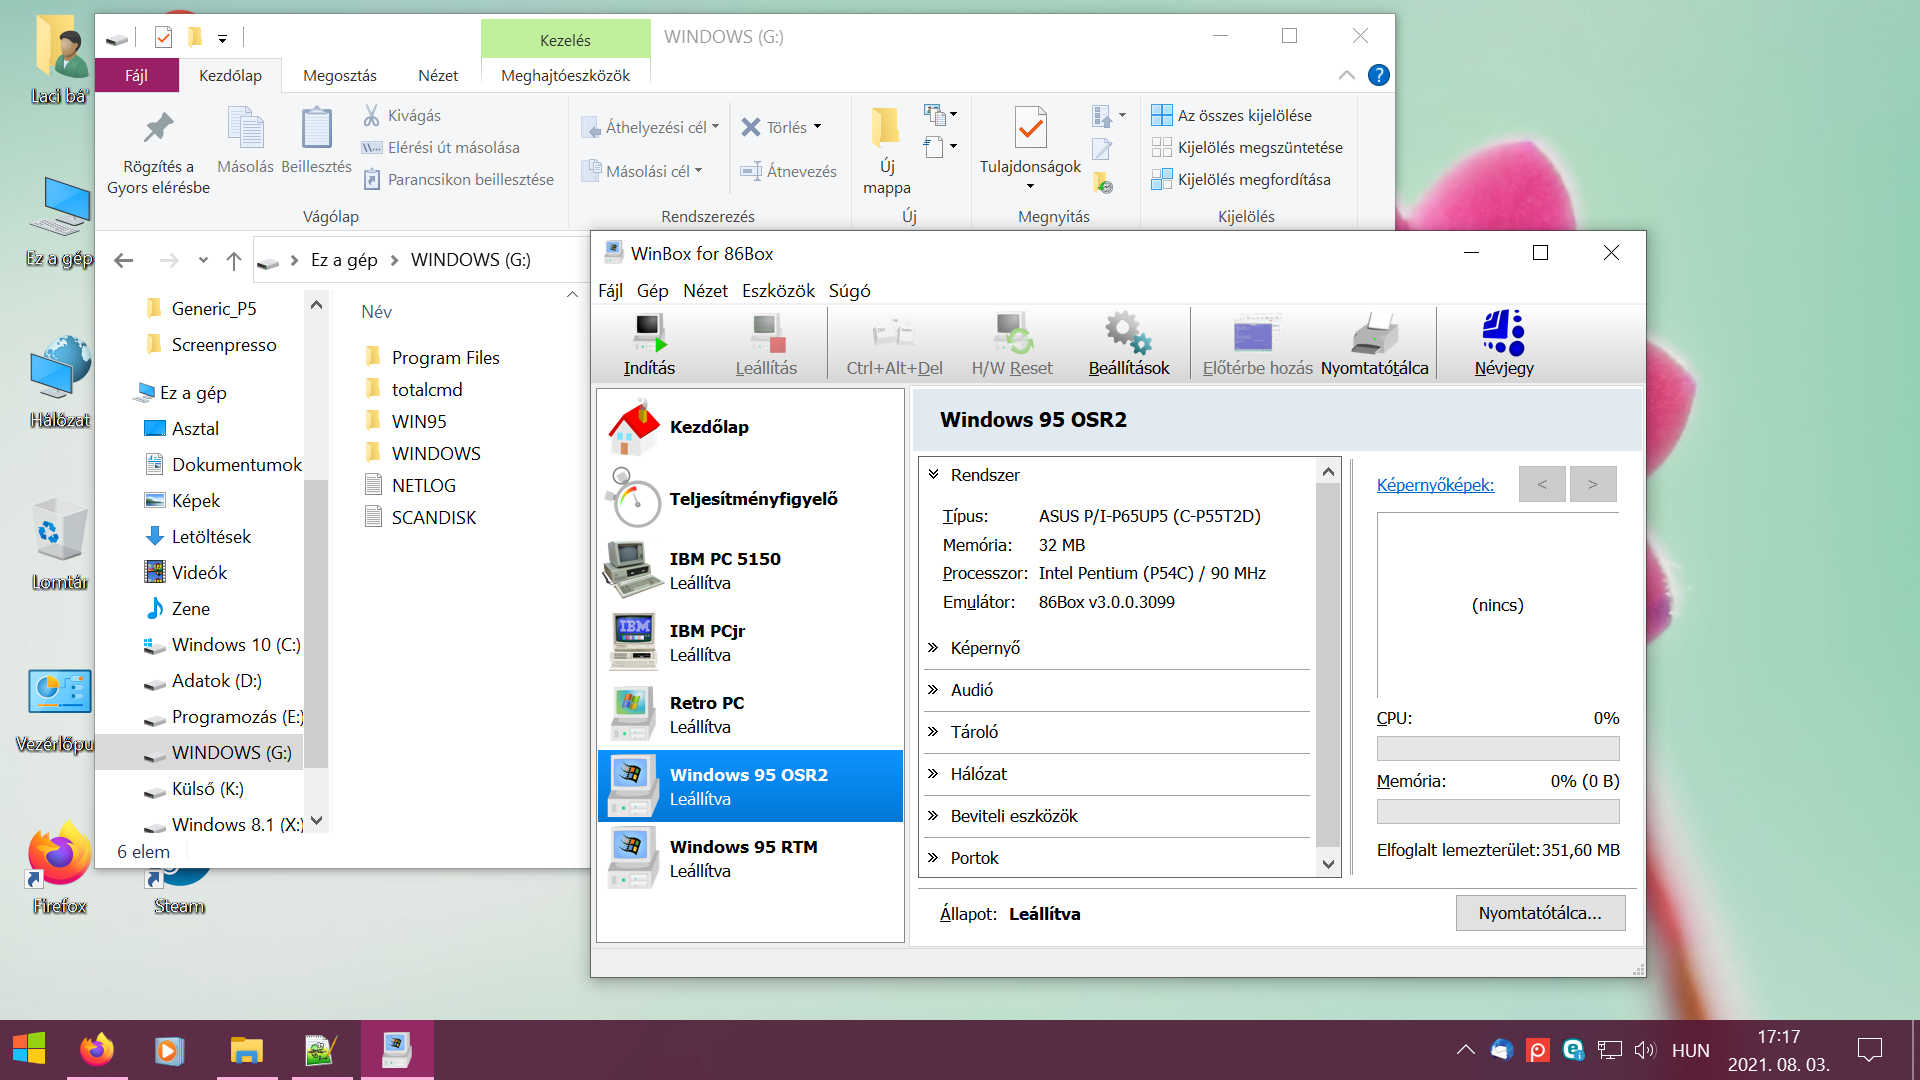 Laci bá'
Ez a gép
Hálózat
Lomtár
Firefox
Steam
Kezelés
WINDOWS (G:)
Fájl
Kezdőlap
Megosztás
Nézet
Meghajtóeszközök
Rögzítés a
Gyors elérésbe
Másolás
Beillesztés
Kivágás
Elérési út másolása
Parancsikon beillesztése
Vágólap
Áthelyezési cél
Másolási cél
Törlés
Átnevezés
Rendszerezés
Új
mappa
Új
Tulajdonságok
Megnyitás
Az összes kijelölése
Kijelölés megszüntetése
Kijelölés megfordítása
Kijelölés
Ez a gép
WINDOWS (G:)
Generic_P5
Screenpresso
Ez a gép
Asztal
Dokumentumok
Képek
Letöltések
Videók
Zene
Windows 10 (C:)
Adatok (D:)
Programozás (E:)
WINDOWS (G:)
Külső (K:)
Windows 8.1 (X:)
6 elem
Név
Program Files
totalcmd
WIN95
WINDOWS
NETLOG
SCANDISK
WinBox for 86Box
Fájl Gép Nézet Eszközök Súgó
Indítás
Leállítás
Ctrl+Alt+Del
H/W Reset
Beállítások
Előtérbe hozás
Nyomtatótálca
Névjegy
Kezdőlap
Teljesítményfigyelő
IBM PC 5150
Leállítva
IBM PCjr
Leállítva
Retro PC
Leállítva
Windows 95 OSR2
Leállítva
Windows 95 RTM
Leállítva
Windows 95 OSR2
Rendszer
Típus: ASUS P/I-P65UP5 (C-P55T2D)
Memória: 32 MB
Processzor: Intel Pentium (P54C) / 90 MHz
Emulátor: 86Box v3.0.0.3099
Képernyő
Audió
Tároló
Hálózat
Beviteli eszközök
Portok
Képernyőképek:
< >
(nincs)
CPU: 0%
Memória: 0% (0 B)
Elfoglalt lemezterület: 351,60 MB
Állapot: Leállítva
Nyomtatótálca...
HUN
17:17
2021. 08. 03.